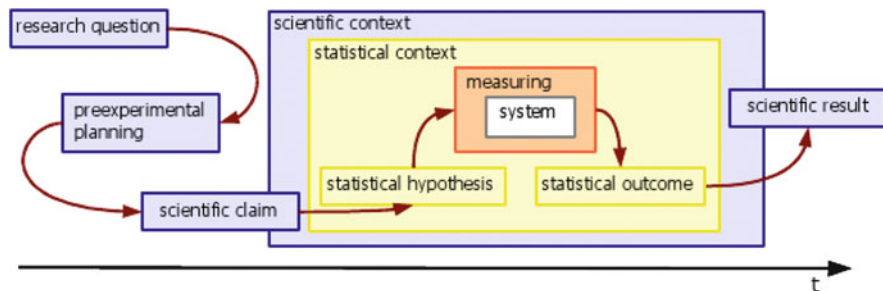 research question
scientific context
statistical context
measuring
system
preexperimental
planning
scientific result
statistical hypothesis
statistical outcome
scientific claim
t